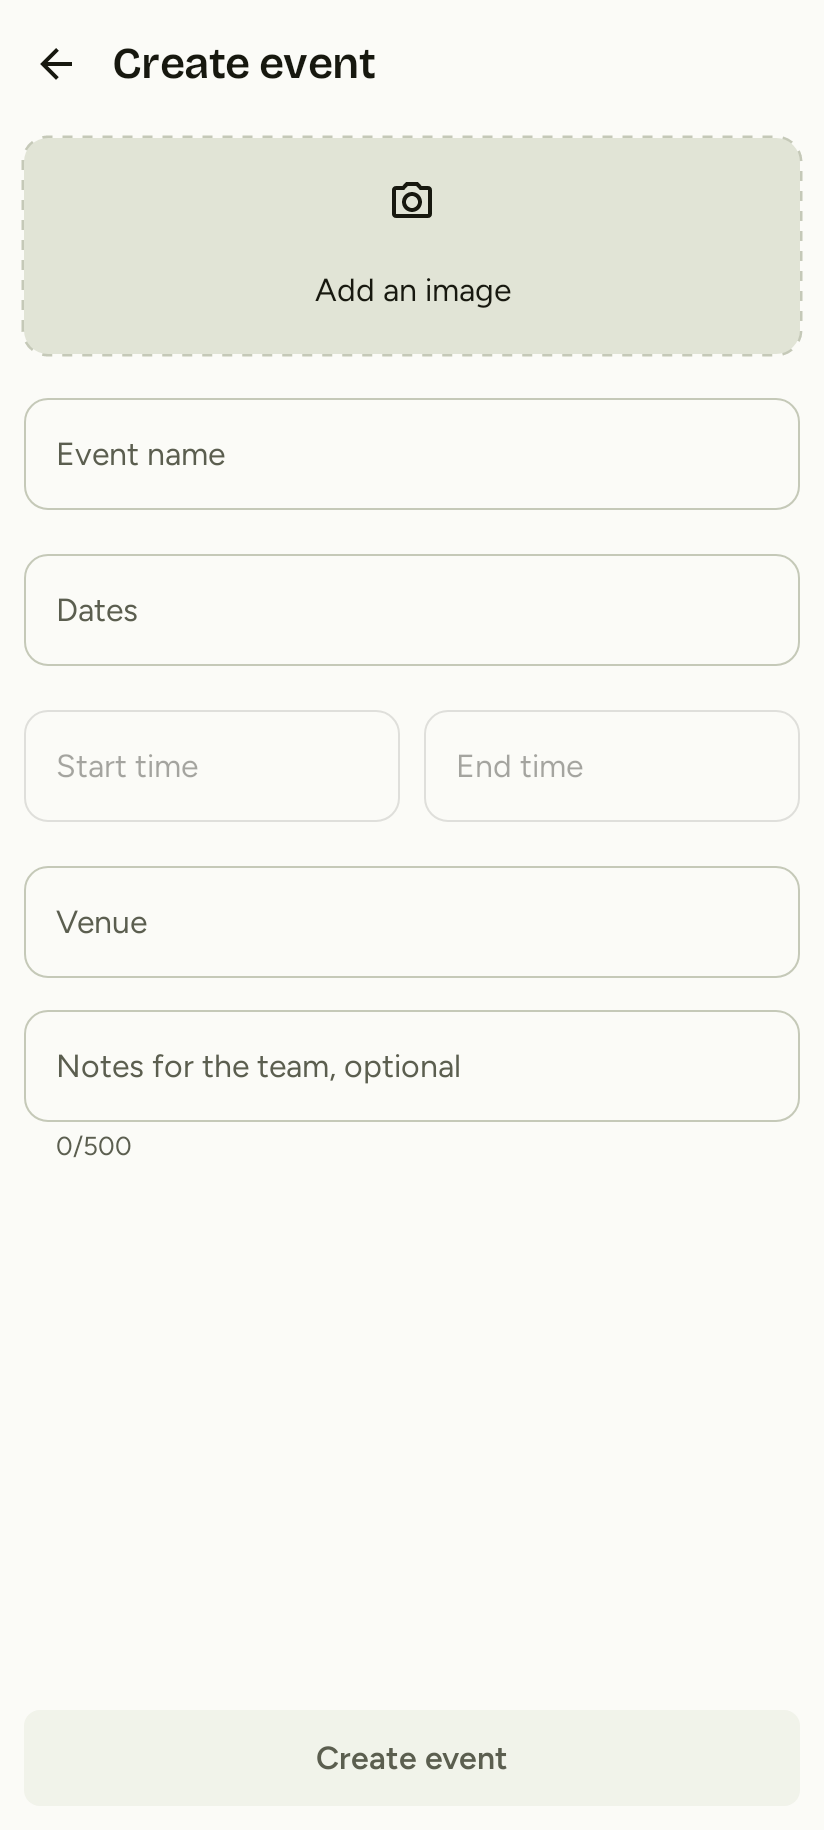 Create event
Add an image
Event name
Dates
Start time
End time
Venue
Notes for the team, optional
0/500
Create event